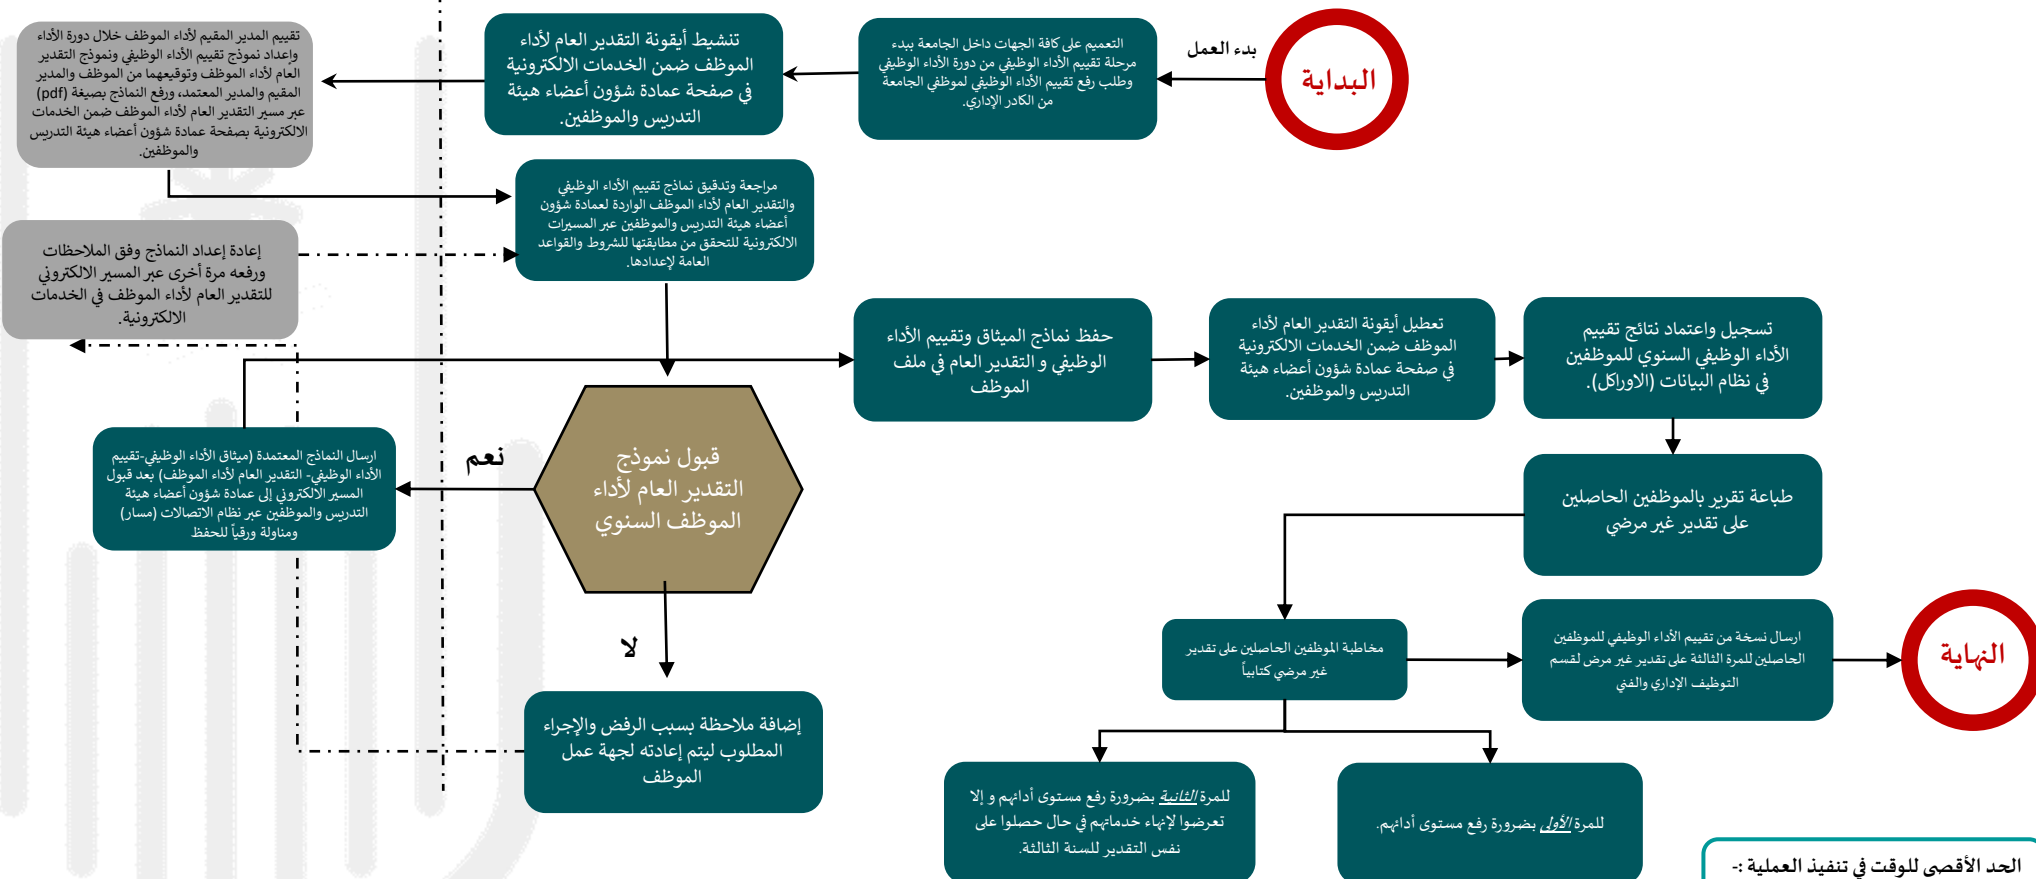 البداية
بدء العمل
التعميم على كافة الجهات داخل الجامعة ببدء
مرحلة تقييم الأداء الوظيفي من دورة الأداء الوظيفي
وطلب رفع تقييم الأداء الوظيفي لموظفي الجامعة
من الكادر الإداري.
تنشيط أيقونة التقدير العام لأداء
الموظف ضمن الخدمات الالكترونية
في صفحة عمادة شؤون أعضاء هيئة
التدريس والموظفين.
تقييم المدير المقيم لأداء الموظف خلال دورة الأداء
وإعداد نموذج تقييم الأداء الوظيفي ونموذج التقدير
العام لأداء الموظف وتوقيعهما من الموظف والمدير
المقيم والمدير المعتمد، ورفع النماذج بصيغة (pdf)
عبر مسير التقدير العام لأداء الموظف ضمن الخدمات
الالكترونية بصفحة عمادة شؤون أعضاء هيئة التدريس
والموظفين.
مراجعة وتدقيق نماذج تقييم الأداء الوظيفي
والتقدير العام لأداء الموظف الواردة لعمادة شؤون
أعضاء هيئة التدريس والموظفين عبر المسيرات
الالكترونية للتحقق من مطابقتها للشروط والقواعد
العامة لإعدادها.
إعادة إعداد النماذج وفق الملاحظات
ورفعه مرة أخرى عبر المسير الالكتروني
للتقدير العام لأداء الموظف في الخدمات
الالكترونية.
قبول نموذج
التقدير العام لأداء
الموظف السنوي
نعم
لا
ارسال النماذج المعتمدة (ميثاق الأداء الوظيفي-تقييم
الأداء الوظيفي- التقدير العام لأداء الموظف) بعد قبول
المسير الالكتروني إلى عمادة شؤون أعضاء هيئة
التدريس والموظفين عبر نظام الاتصالات (مسار)
ومناولة ورقياً للحفظ
إضافة ملاحظة بسبب الرفض والإجراء
المطلوب ليتم إعادته لجهة عمل
الموظف
حفظ نماذج الميثاق وتقييم الأداء
الوظيفي و التقدير العام في ملف
الموظف
تعطيل أيقونة التقدير العام لأداء
الموظف ضمن الخدمات الالكترونية
في صفحة عمادة شؤون أعضاء هيئة
التدريس والموظفين.
تسجيل واعتماد نتائج تقييم
الأداء الوظيفي السنوي للموظفين
في نظام البيانات (الاوراكل).
طباعة تقرير بالموظفين الحاصلين
على تقدير غير مرضي
مخاطبة الموظفين الحاصلين على تقدير
غير مرضي كتابياً
للمرة الأولى بضرورة رفع مستوى أدائهم.
للمرة الثانية بضرورة رفع مستوى أدائهم و إلا
تعرضوا لإنهاء خدماتهم في حال حصلوا على
نفس التقدير للسنة الثالثة.
ارسال نسخة من تقييم الأداء الوظيفي للموظفين
الحاصلين للمرة الثالثة على تقدير غير مرض لقسم
التوظيف الإداري والفني
النهاية
الحد الأقصى للوقت في تنفيذ العملية :-